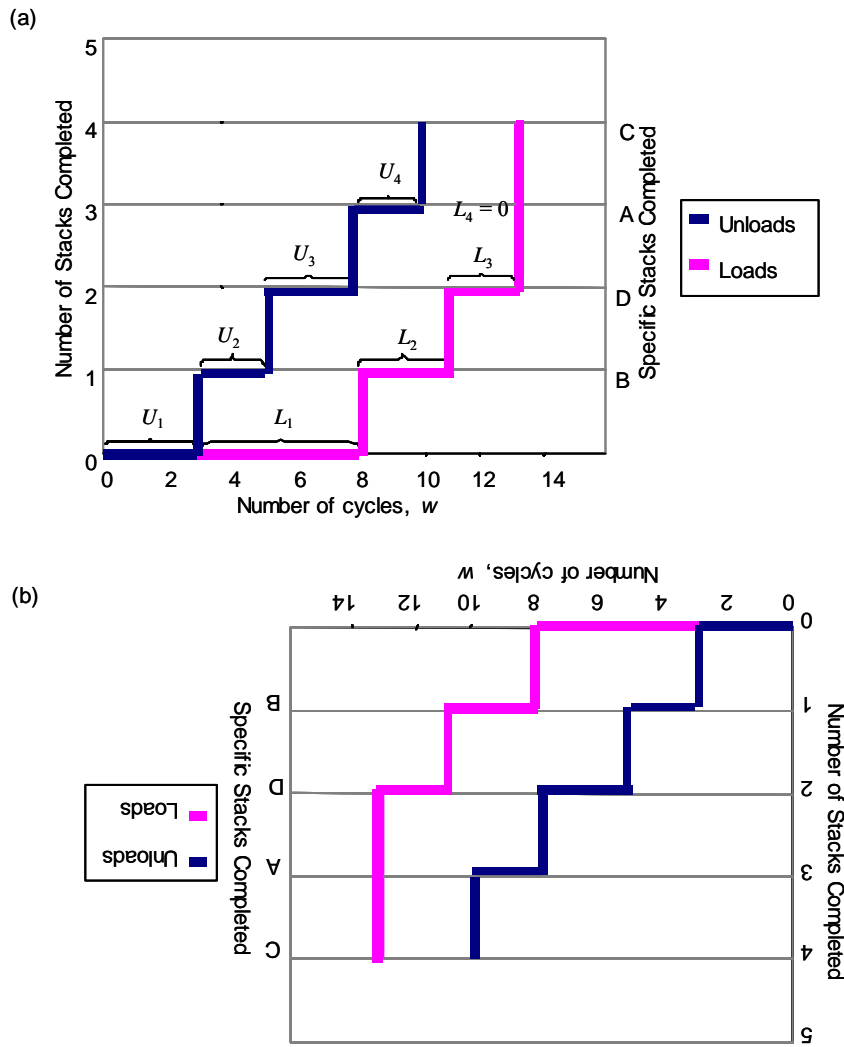 (a)
5
4
3
2
1
0
Number of Stacks Completed
U4
L4 = 0
U3
L3
U2
L2
U1
L1
C
A
D
B
Specific Stacks Completed
Unloads
Loads
0 2 4 6 8 10 12 14
Number of cycles, w
(b)
Number of cycles, w
14 12 10 8 6 4 2 0
0
1
2
3
4
5
Number of Stacks Completed
B
D
A
C
Specific Stacks Completed
Loads
Unloads